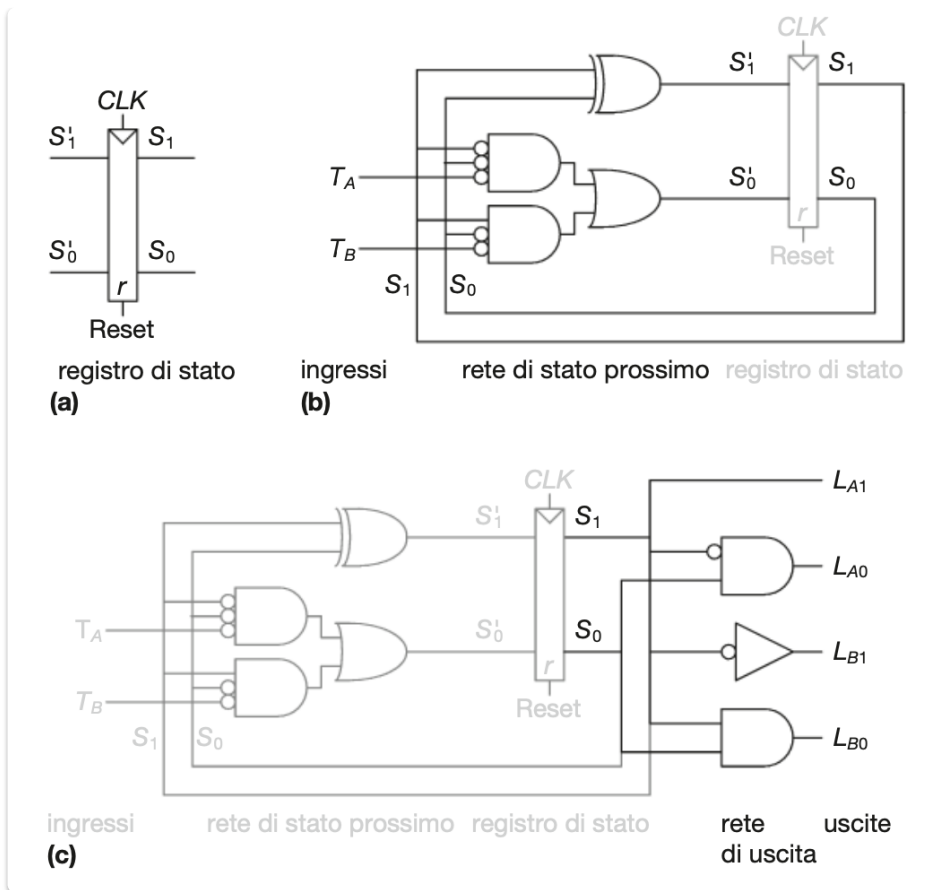 CLK
S'1 S1
S'0 S0
r
Reset
registro di stato
(a)
CLK
S'1 S1
TA
S'0 S0
r
TB
Reset
S1 S0
ingressi rete di stato prossimo registro di stato
(b)
CLK
LA1
S'1 S1
LA0
TA
S'0 S0
LB1
r
TB
Reset
S1 S0
LB0
ingressi rete di stato prossimo registro di stato rete uscite
di uscita
(c)